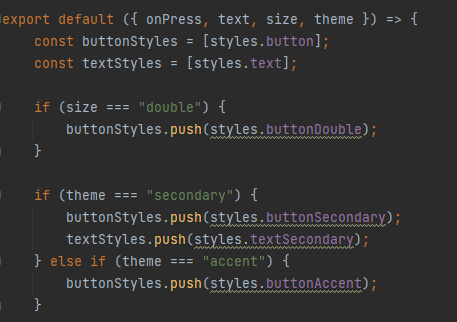 export default ({ onPress, text, size, theme }) => {
    const buttonStyles = [styles.button];
    const textStyles = [styles.text];

    if (size === "double") {
        buttonStyles.push(styles.buttonDouble);
    }

    if (theme === "secondary") {
        buttonStyles.push(styles.buttonSecondary);
        textStyles.push(styles.textSecondary);
    } else if (theme === "accent") {
        buttonStyles.push(styles.buttonAccent);
    }